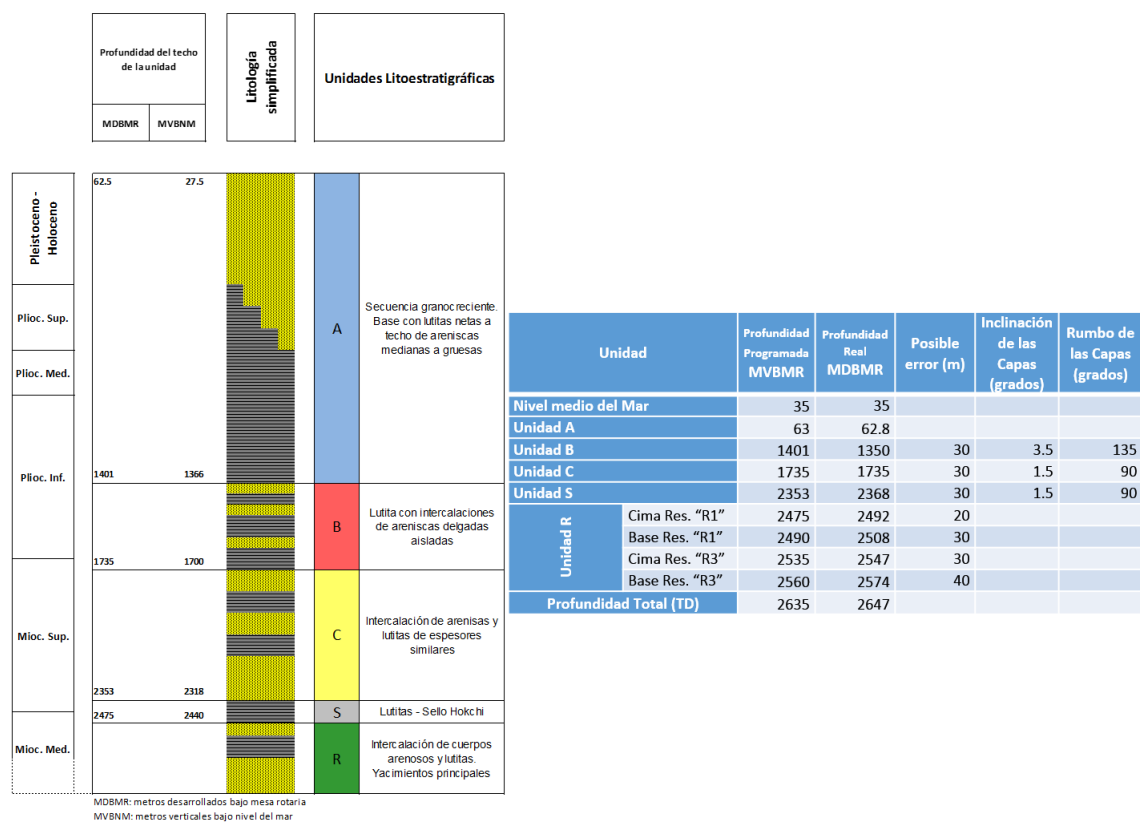 Profundidad del techo
de la unidad
MDBMR MVBNM
Litología
simplificada
Unidades Litoestratigráficas
Pleistoceno -
Holoceno
Plioc. Sup.
Plioc. Med.
Plioc. Inf.
Mioc. Sup.
Mioc. Med.
62.5 27.5
A
Secuencia granocreciente.
Base con lutitas netas a
techo de areniscas
medianas a gruesas
1401 1366
B
Lutita con intercalaciones
de areniscas delgadas
aisladas
1735 1700
C
Intercalación de arenisas y
lutitas de espesores
similares
2353 2318
S
Lutitas - Sello Hokchi
2475 2440
R
Intercalación de cuerpos
arenosos y lutitas.
Yacimientos principales
MDBMR: metros desarrollados bajo mesa rotaria
MVBNM: metros verticales bajo nivel del mar
Unidad
Profundidad
Programada
MVBMR
Profundidad
Real
MDBMR
Posible
error (m)
Inclinación
de las
Capas
(grados)
Rumbo de
las Capas
(grados)
Nivel medio del Mar 35 35
Unidad A 63 62.8
Unidad B 1401 1350 30 3.5 135
Unidad C 1735 1735 30 1.5 90
Unidad S 2353 2368 30 1.5 90
Unidad R
Cima Res. “R1” 2475 2492 20
Base Res. “R1” 2490 2508 30
Cima Res. “R3” 2535 2547 30
Base Res. “R3” 2560 2574 40
Profundidad Total (TD) 2635 2647